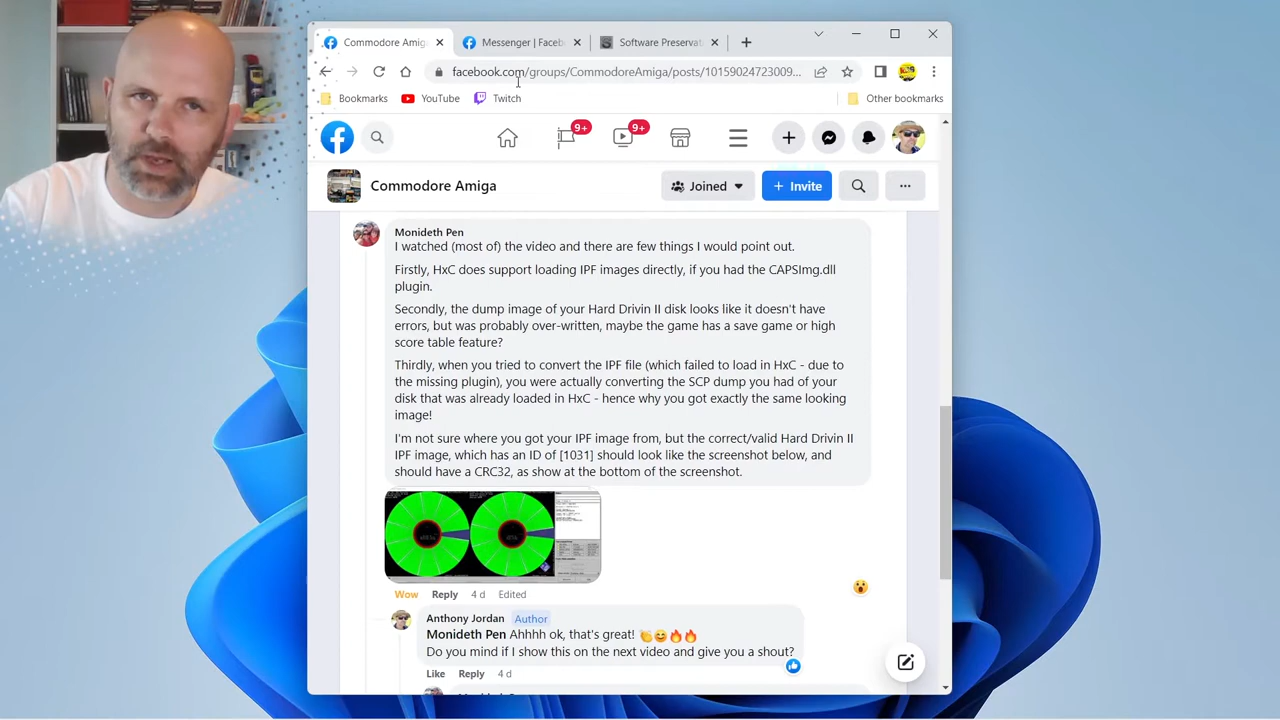 Commodore Amig
Messenger | Faceb
Software Preservat
facebook.com/groups/CommodoreAmiga/posts/10159024723009...
Bookmarks
YouTube
Twitch
Other bookmarks
9+
9+
Commodore Amiga
Joined
+ Invite
Monideth Pen
I watched (most of) the video and there are few things I would point out.
Firstly, HxC does support loading IPF images directly, if you had the CAPSImg.dll
plugin.
Secondly, the dump image of your Hard Drivin II disk looks like it doesn't have
errors, but was probably over-written, maybe the game has a save game or high
score table feature?
Thirdly, when you tried to convert the IPF file (which failed to load in HxC - due to
the missing plugin), you were actually converting the SCP dump you had of your
disk that was already loaded in HxC - hence why you got exactly the same looking
image!
I'm not sure where you got your IPF image from, but the correct/valid Hard Drivin II
IPF image, which has an ID of [1031] should look like the screenshot below, and
should have a CRC32, as show at the bottom of the screenshot.
Wow Reply 4 d Edited
Anthony Jordan Author
Monideth Pen Ahhhh ok, that's great! 👏😊🔥🔥
Do you mind if I show this on the next video and give you a shout?
Like Reply 4 d